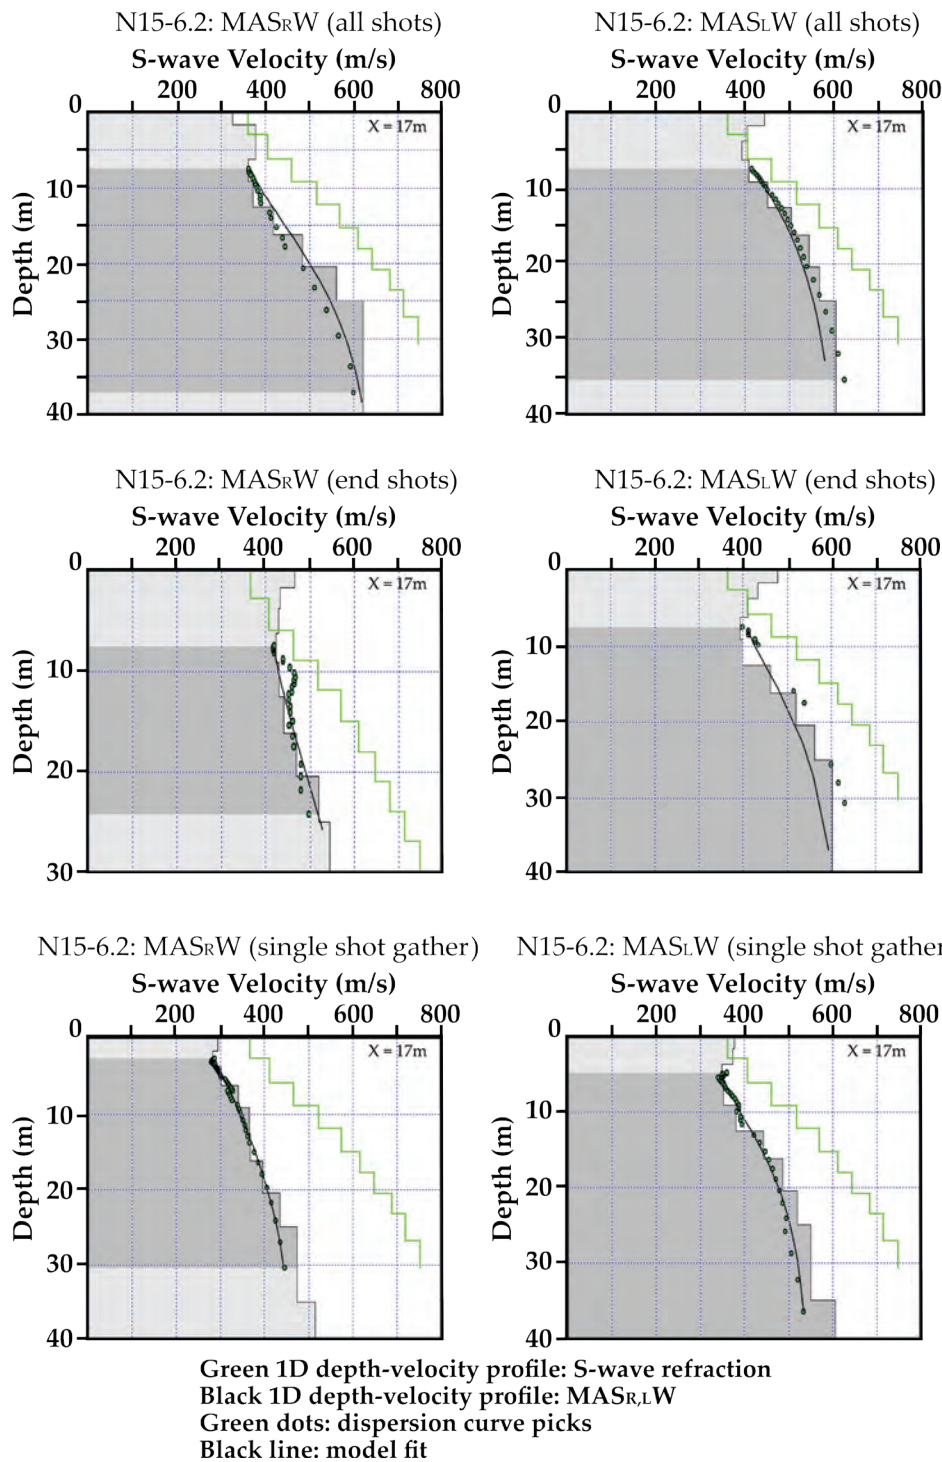 N15-6.2: MASRW (all shots)
S-wave Velocity (m/s)
0 200 400 600 800
X = 17m
10
20
30
40
Depth (m)
N15-6.2: MASLW (all shots)
S-wave Velocity (m/s)
0 200 400 600 800
X = 17m
10
20
30
40
Depth (m)
N15-6.2: MASRW (end shots)
S-wave Velocity (m/s)
0 200 400 600 800
X = 17m
10
20
30
Depth (m)
N15-6.2: MASLW (end shots)
S-wave Velocity (m/s)
0 200 400 600 800
X = 17m
10
20
30
40
Depth (m)
N15-6.2: MASRW (single shot gather)
S-wave Velocity (m/s)
0 200 400 600 800
X = 17m
10
20
30
40
Depth (m)
N15-6.2: MASLW (single shot gather
S-wave Velocity (m/s)
0 200 400 600 800
X = 17m
10
20
30
40
Depth (m)
Green 1D depth-velocity profile: S-wave refraction
Black 1D depth-velocity profile: MASR,LW
Green dots: dispersion curve picks
Black line: model fit